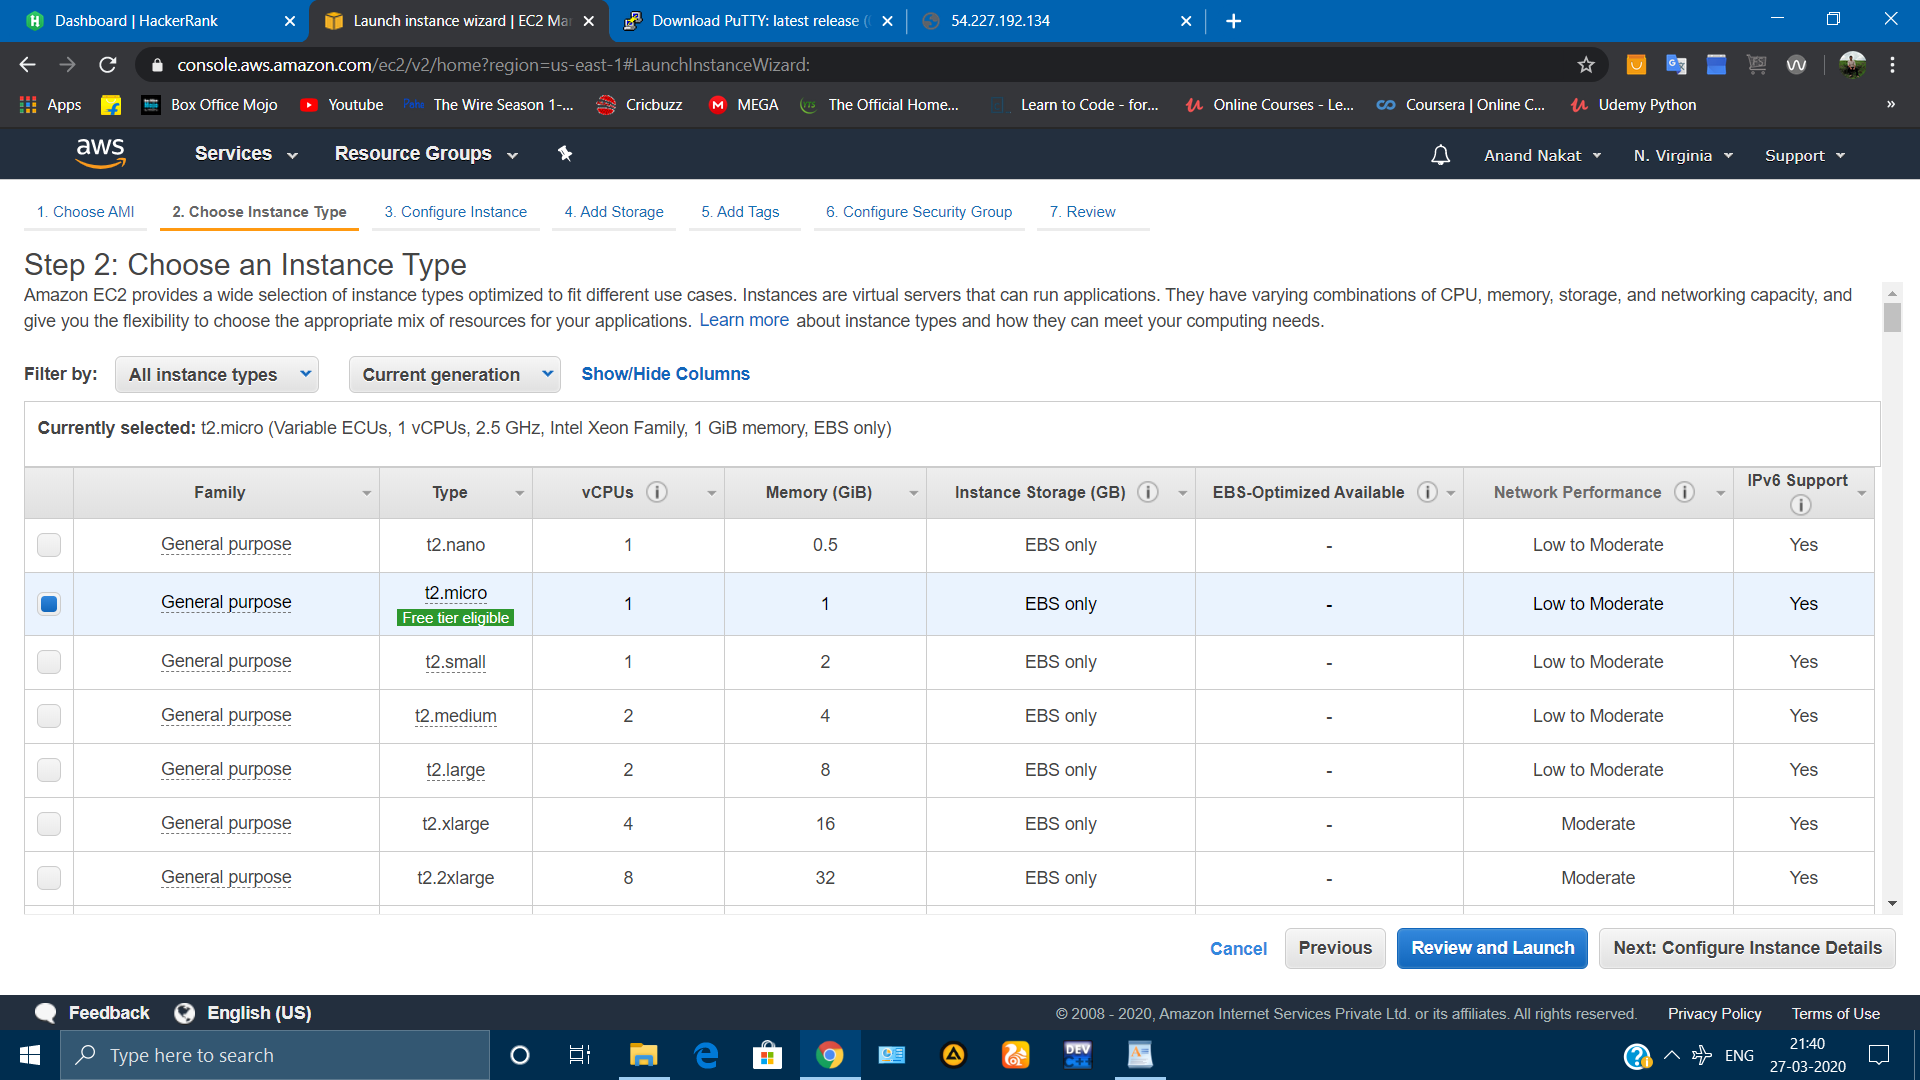 Dashboard | HackerRank
Launch instance wizard | EC2 Mar
Download PuTTY: latest release (
54.227.192.134
console.aws.amazon.com/ec2/v2/home?region=us-east-1#LaunchInstanceWizard:
Apps
Box Office Mojo
Youtube
The Wire Season 1-...
Cricbuzz
MEGA
The Official Home...
Learn to Code - for...
Online Courses - Le...
Coursera | Online C...
Udemy Python
»
aws
Services
Resource Groups
Anand Nakat
N. Virginia
Support
1. Choose AMI
2. Choose Instance Type
3. Configure Instance
4. Add Storage
5. Add Tags
6. Configure Security Group
7. Review
Step 2: Choose an Instance Type
Amazon EC2 provides a wide selection of instance types optimized to fit different use cases. Instances are virtual servers that can run applications. They have varying combinations of CPU, memory, storage, and networking capacity, and
give you the flexibility to choose the appropriate mix of resources for your applications. Learn more about instance types and how they can meet your computing needs.
Filter by: All instance types Current generation Show/Hide Columns
Currently selected: t2.micro (Variable ECUs, 1 vCPUs, 2.5 GHz, Intel Xeon Family, 1 GiB memory, EBS only)
Family Type vCPUs Memory (GiB) Instance Storage (GB) EBS-Optimized Available Network Performance IPv6 Support
General purpose t2.nano 1 0.5 EBS only - Low to Moderate Yes
General purpose t2.micro Free tier eligible 1 1 EBS only - Low to Moderate Yes
General purpose t2.small 1 2 EBS only - Low to Moderate Yes
General purpose t2.medium 2 4 EBS only - Low to Moderate Yes
General purpose t2.large 2 8 EBS only - Low to Moderate Yes
General purpose t2.xlarge 4 16 EBS only - Moderate Yes
General purpose t2.2xlarge 8 32 EBS only - Moderate Yes
Cancel
Previous
Review and Launch
Next: Configure Instance Details
Feedback
English (US)
© 2008 - 2020, Amazon Internet Services Private Ltd. or its affiliates. All rights reserved.
Privacy Policy
Terms of Use
Type here to search
DEV
C++
ENG
21:40
27-03-2020